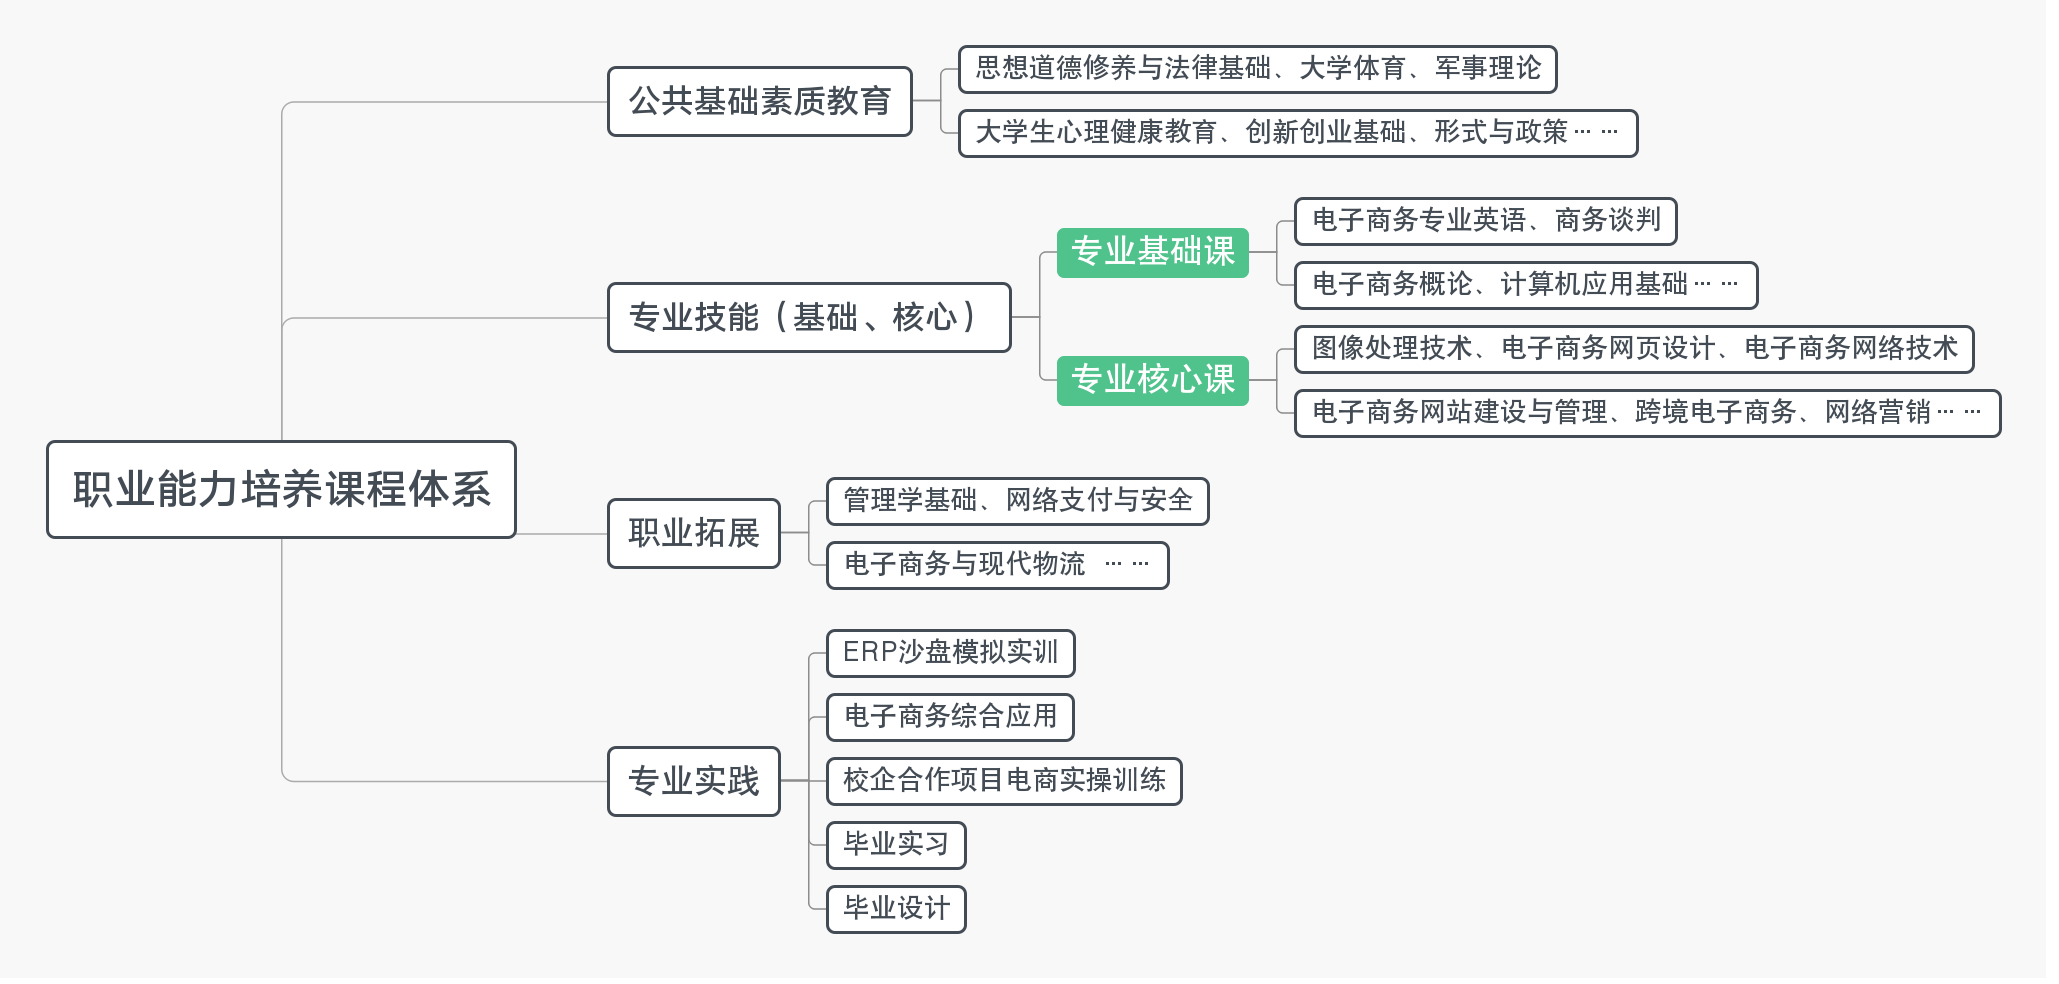 职业能力培养课程体系
公共基础素质教育
思想道德修养与法律基础、大学体育、军事理论
大学生心理健康教育、创新创业基础、形式与政策… …
专业技能（基础、核心）
专业基础课
电子商务专业英语、商务谈判
电子商务概论、计算机应用基础… …
专业核心课
图像处理技术、电子商务网页设计、电子商务网络技术
电子商务网站建设与管理、跨境电子商务、网络营销… …
职业拓展
管理学基础、网络支付与安全
电子商务与现代物流 … …
专业实践
ERP沙盘模拟实训
电子商务综合应用
校企合作项目电商实操训练
毕业实习
毕业设计